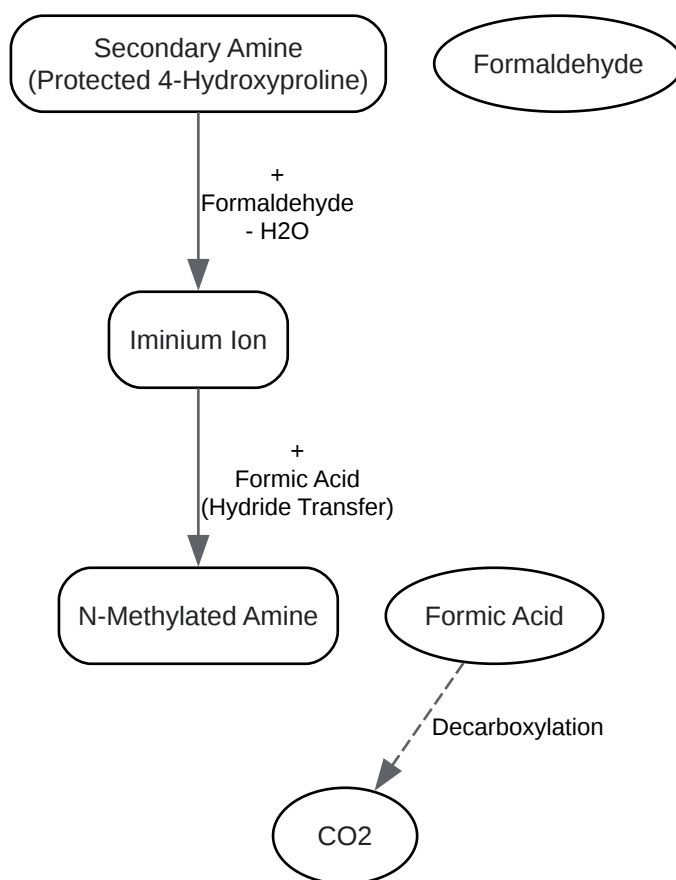 Secondary Amine
(Protected 4-Hydroxyproline)
Formaldehyde
+
Formaldehyde
- H2O
Iminium Ion
+
Formic Acid
(Hydride Transfer)
N-Methylated Amine
Formic Acid
Decarboxylation
CO2